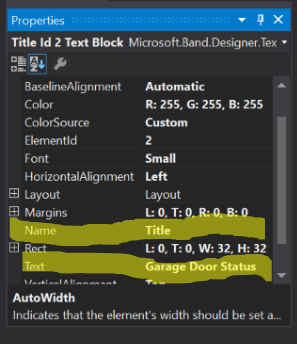 Properties
Title Id 2 Text Block Microsoft.Band.Designer.Tex
BaselineAlignment Automatic
Color R: 255, G: 255, B: 255
ColorSource Custom
ElementId 2
Font Small
HorizontalAlignment Left
Layout Layout
Margins L: 0, T: 0, R: 0, B: 0
Name Title
Rect L: 0, T: 0, W: 32, H: 32
Text Garage Door Status
VerticalAlignment Top
AutoWidth
Indicates that the element's width should be set a...